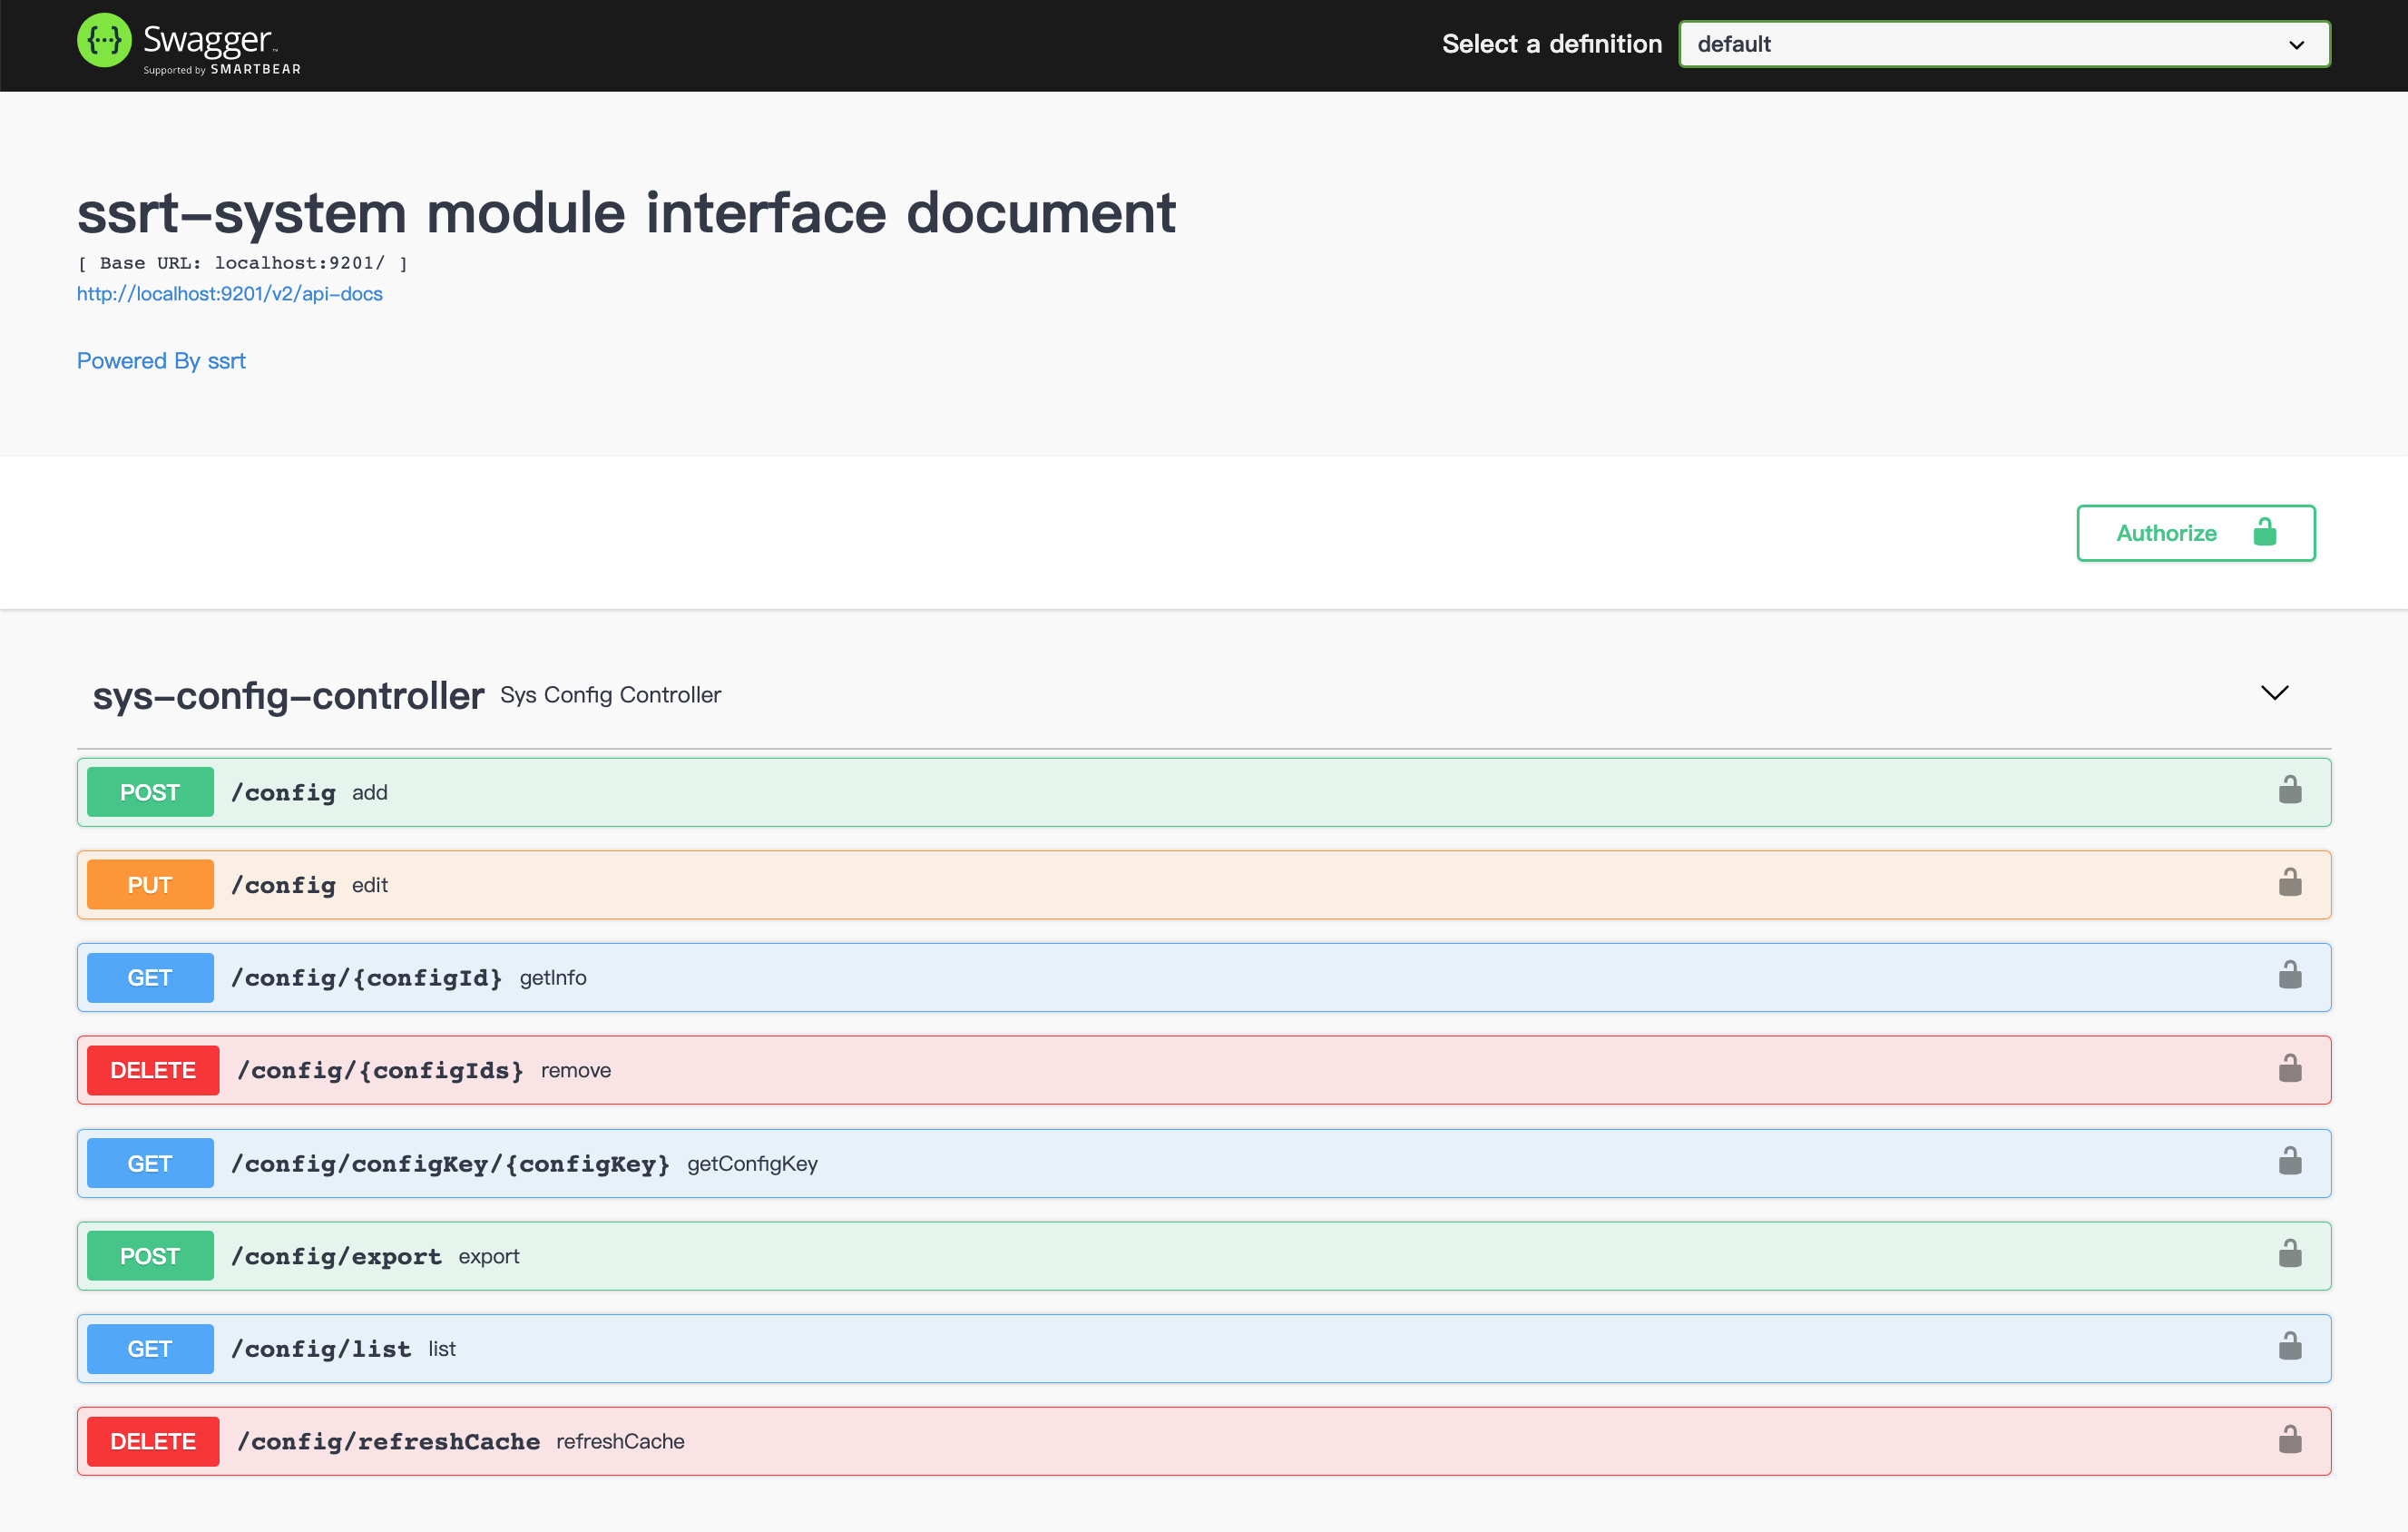 {···} Swagger™
Supported by SMARTBEAR
Select a definition
default
ssrt-system module interface document
[ Base URL: localhost:9201/ ]
http://localhost:9201/v2/api-docs
Powered By ssrt
Authorize
sys-config-controller Sys Config Controller
POST /config add
PUT /config edit
GET /config/{configId} getInfo
DELETE /config/{configIds} remove
GET /config/configKey/{configKey} getConfigKey
POST /config/export export
GET /config/list list
DELETE /config/refreshCache refreshCache